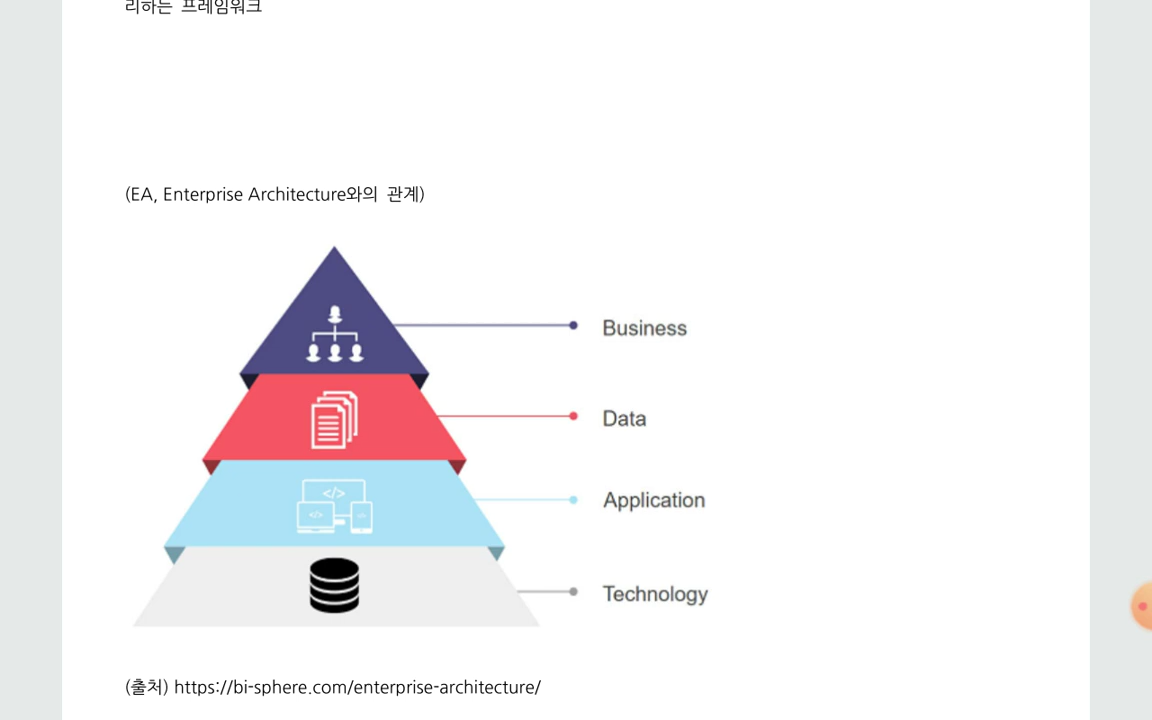 리하는 프레임워크
(EA, Enterprise Architecture와의 관계)
Business
Data
</>
Application
</>
</>
Technology
(출처) https://bi-sphere.com/enterprise-architecture/